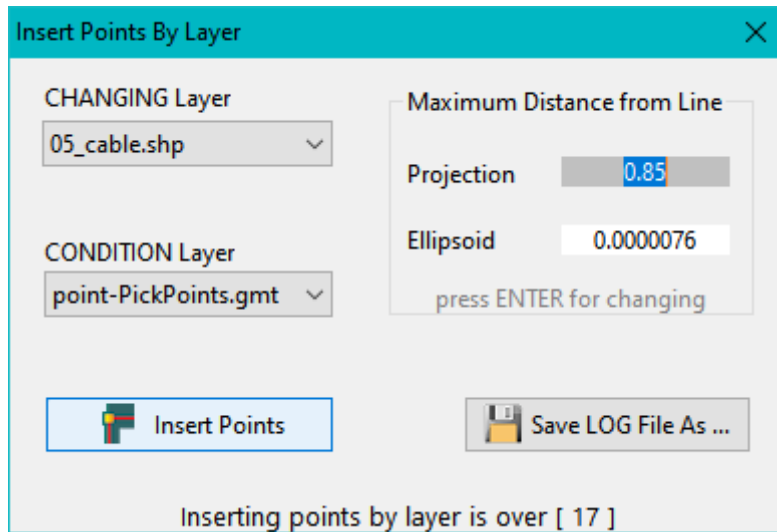 Insert Points By Layer
CHANGING Layer
05_cable.shp
CONDITION Layer
point-PickPoints.gmt
Maximum Distance from Line
Projection 0.85
Ellipsoid 0.0000076
press ENTER for changing
Insert Points
Save LOG File As ...
Inserting points by layer is over [ 17 ]